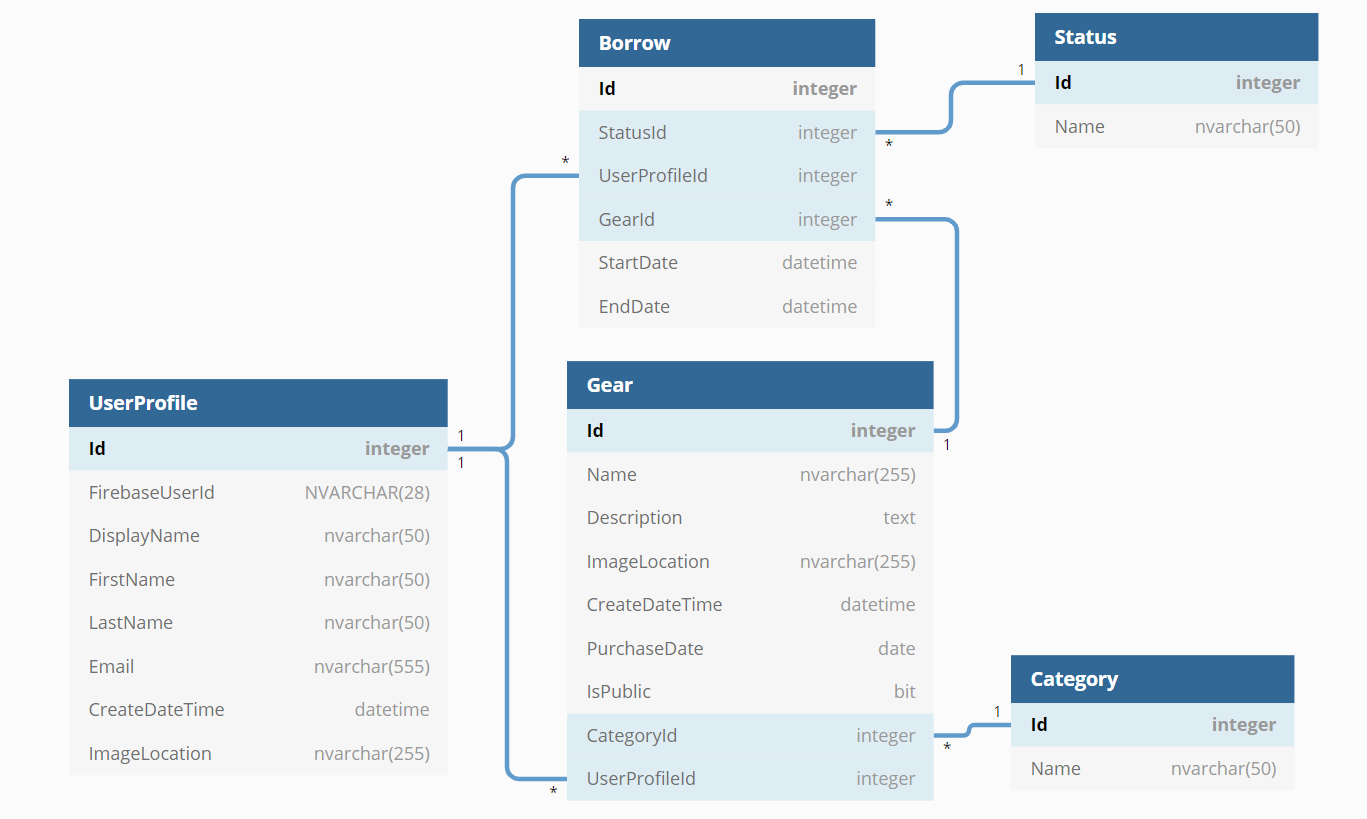 Borrow
Id integer
StatusId integer
UserProfileId integer
GearId integer
StartDate datetime
EndDate datetime
Status
Id integer
Name nvarchar(50)
1
*
*
*
1
UserProfile
Id integer
FirebaseUserId NVARCHAR(28)
DisplayName nvarchar(50)
FirstName nvarchar(50)
LastName nvarchar(50)
Email nvarchar(555)
CreateDateTime datetime
ImageLocation nvarchar(255)
1
1
*
Gear
Id integer
Name nvarchar(255)
Description text
ImageLocation nvarchar(255)
CreateDateTime datetime
PurchaseDate date
IsPublic bit
CategoryId integer
UserProfileId integer
1
*
Category
Id integer
Name nvarchar(50)